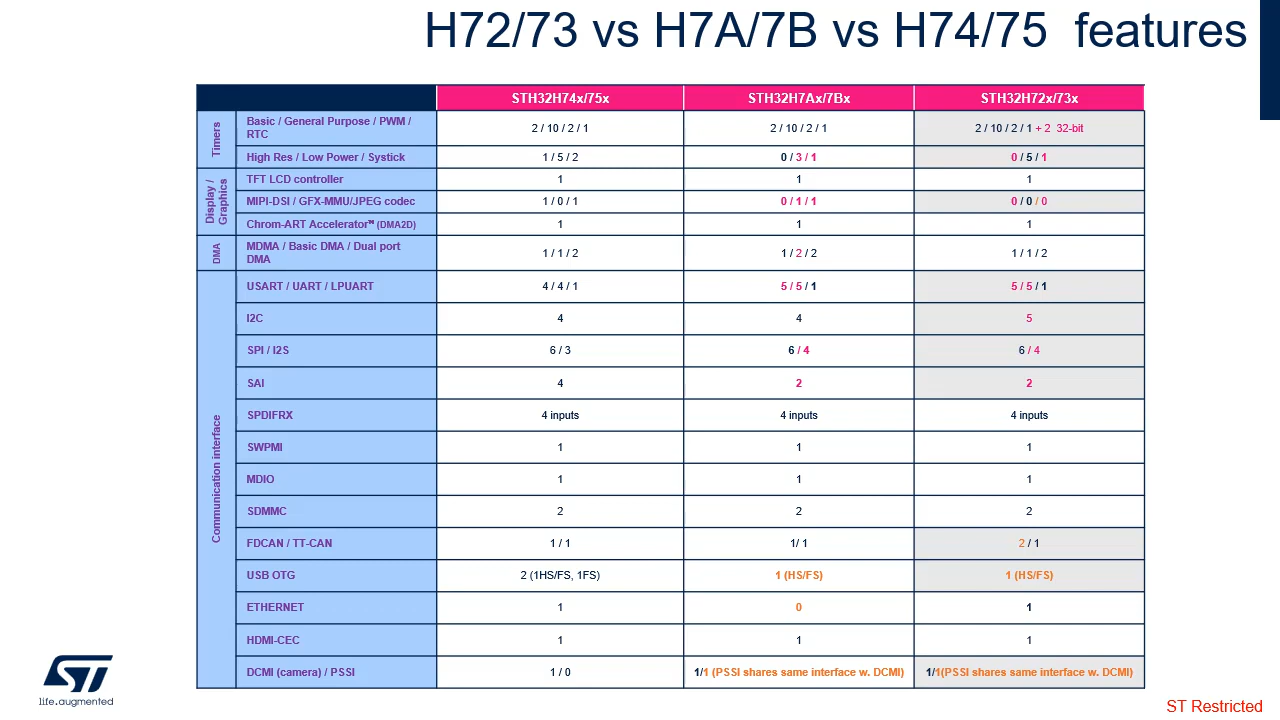 H72/73 vs H7A/7B vs H74/75 features
STH32H74x/75x STH32H7Ax/7Bx STH32H72x/73x
Timers
Basic / General Purpose / PWM /
RTC
2 / 10 / 2 / 1 2 / 10 / 2 / 1 2 / 10 / 2 / 1 + 2 32-bit
High Res / Low Power / Systick 1 / 5 / 2 0 / 3 / 1 0 / 5 / 1
Display /
Graphics
TFT LCD controller 1 1 1
MIPI-DSI / GFX-MMU/JPEG codec 1 / 0 / 1 0 / 1 / 1 0 / 0 / 0
Chrom-ART Accelerator™ (DMA2D) 1 1 1
DMA
MDMA / Basic DMA / Dual port
DMA
1 / 1 / 2 1 / 2 / 2 1 / 1 / 2
Communication interface
USART / UART / LPUART 4 / 4 / 1 5 / 5 / 1 5 / 5 / 1
I2C 4 4 5
SPI / I2S 6 / 3 6 / 4 6 / 4
SAI 4 2 2
SPDIFRX 4 inputs 4 inputs 4 inputs
SWPMI 1 1 1
MDIO 1 1 1
SDMMC 2 2 2
FDCAN / TT-CAN 1 / 1 1/ 1 2 / 1
USB OTG 2 (1HS/FS, 1FS) 1 (HS/FS) 1 (HS/FS)
ETHERNET 1 0 1
HDMI-CEC 1 1 1
DCMI (camera) / PSSI 1 / 0 1/1 (PSSI shares same interface w. DCMI) 1/1(PSSI shares same interface w. DCMI)
ST
life.augmented
ST Restricted